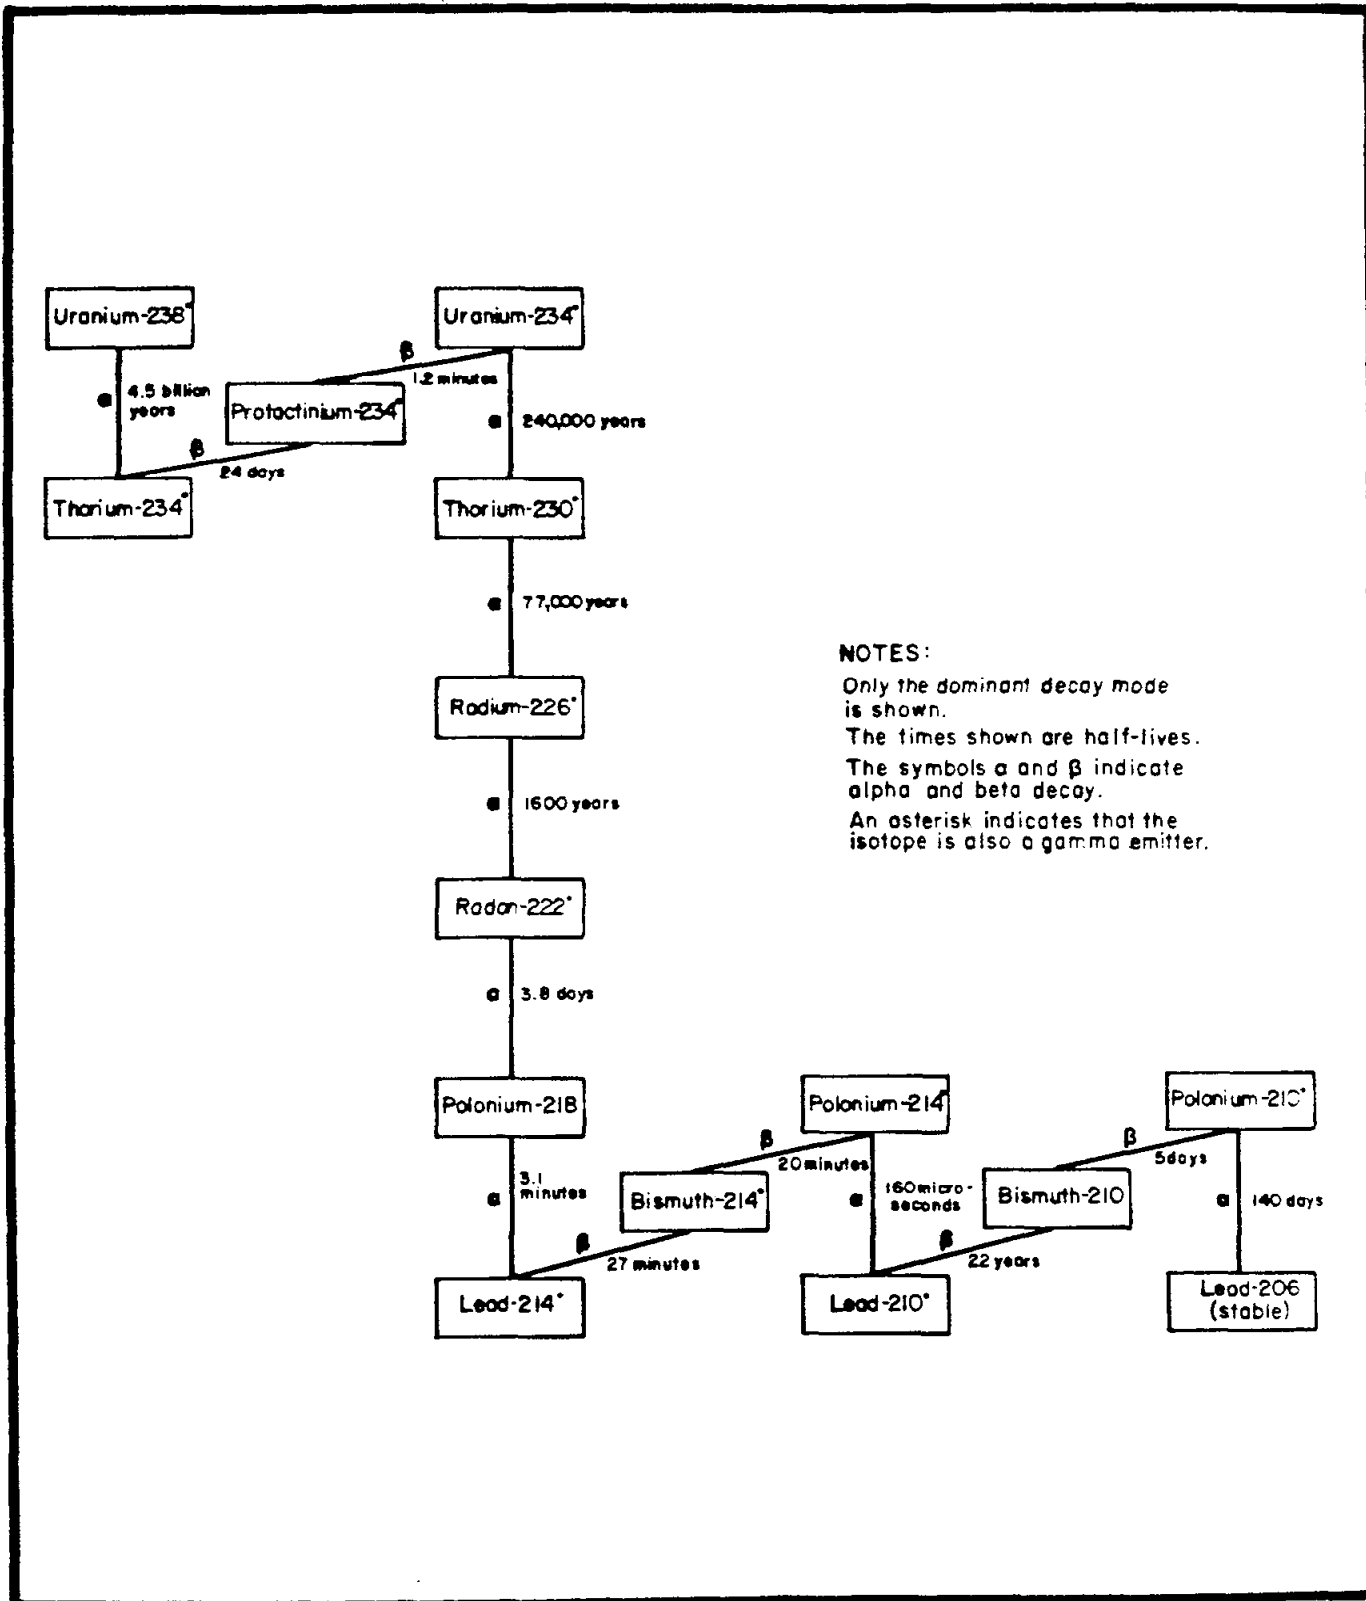 Uranium-238*
Uranium-234*
β
1.2 minutes
α
4.5 billion
years
Protactinium-234*
α
240,000 years
β
24 days
Thorium-234*
Thorium-230*
α
77,000 years
NOTES:
Only the dominant decay mode
is shown.
The times shown are half-lives.
The symbols α and β indicate
alpha and beta decay.
An asterisk indicates that the
isotope is also a gamma emitter.
Radium-226*
α
1600 years
Radon-222*
α
3.8 days
Polonium-218
Polonium-214*
Polonium-210*
β
20 minutes
β
5 days
α
3.1
minutes
Bismuth-214*
α
160 micro-
seconds
Bismuth-210
α
140 days
β
27 minutes
β
22 years
Lead-214*
Lead-210*
Lead-206
(stable)